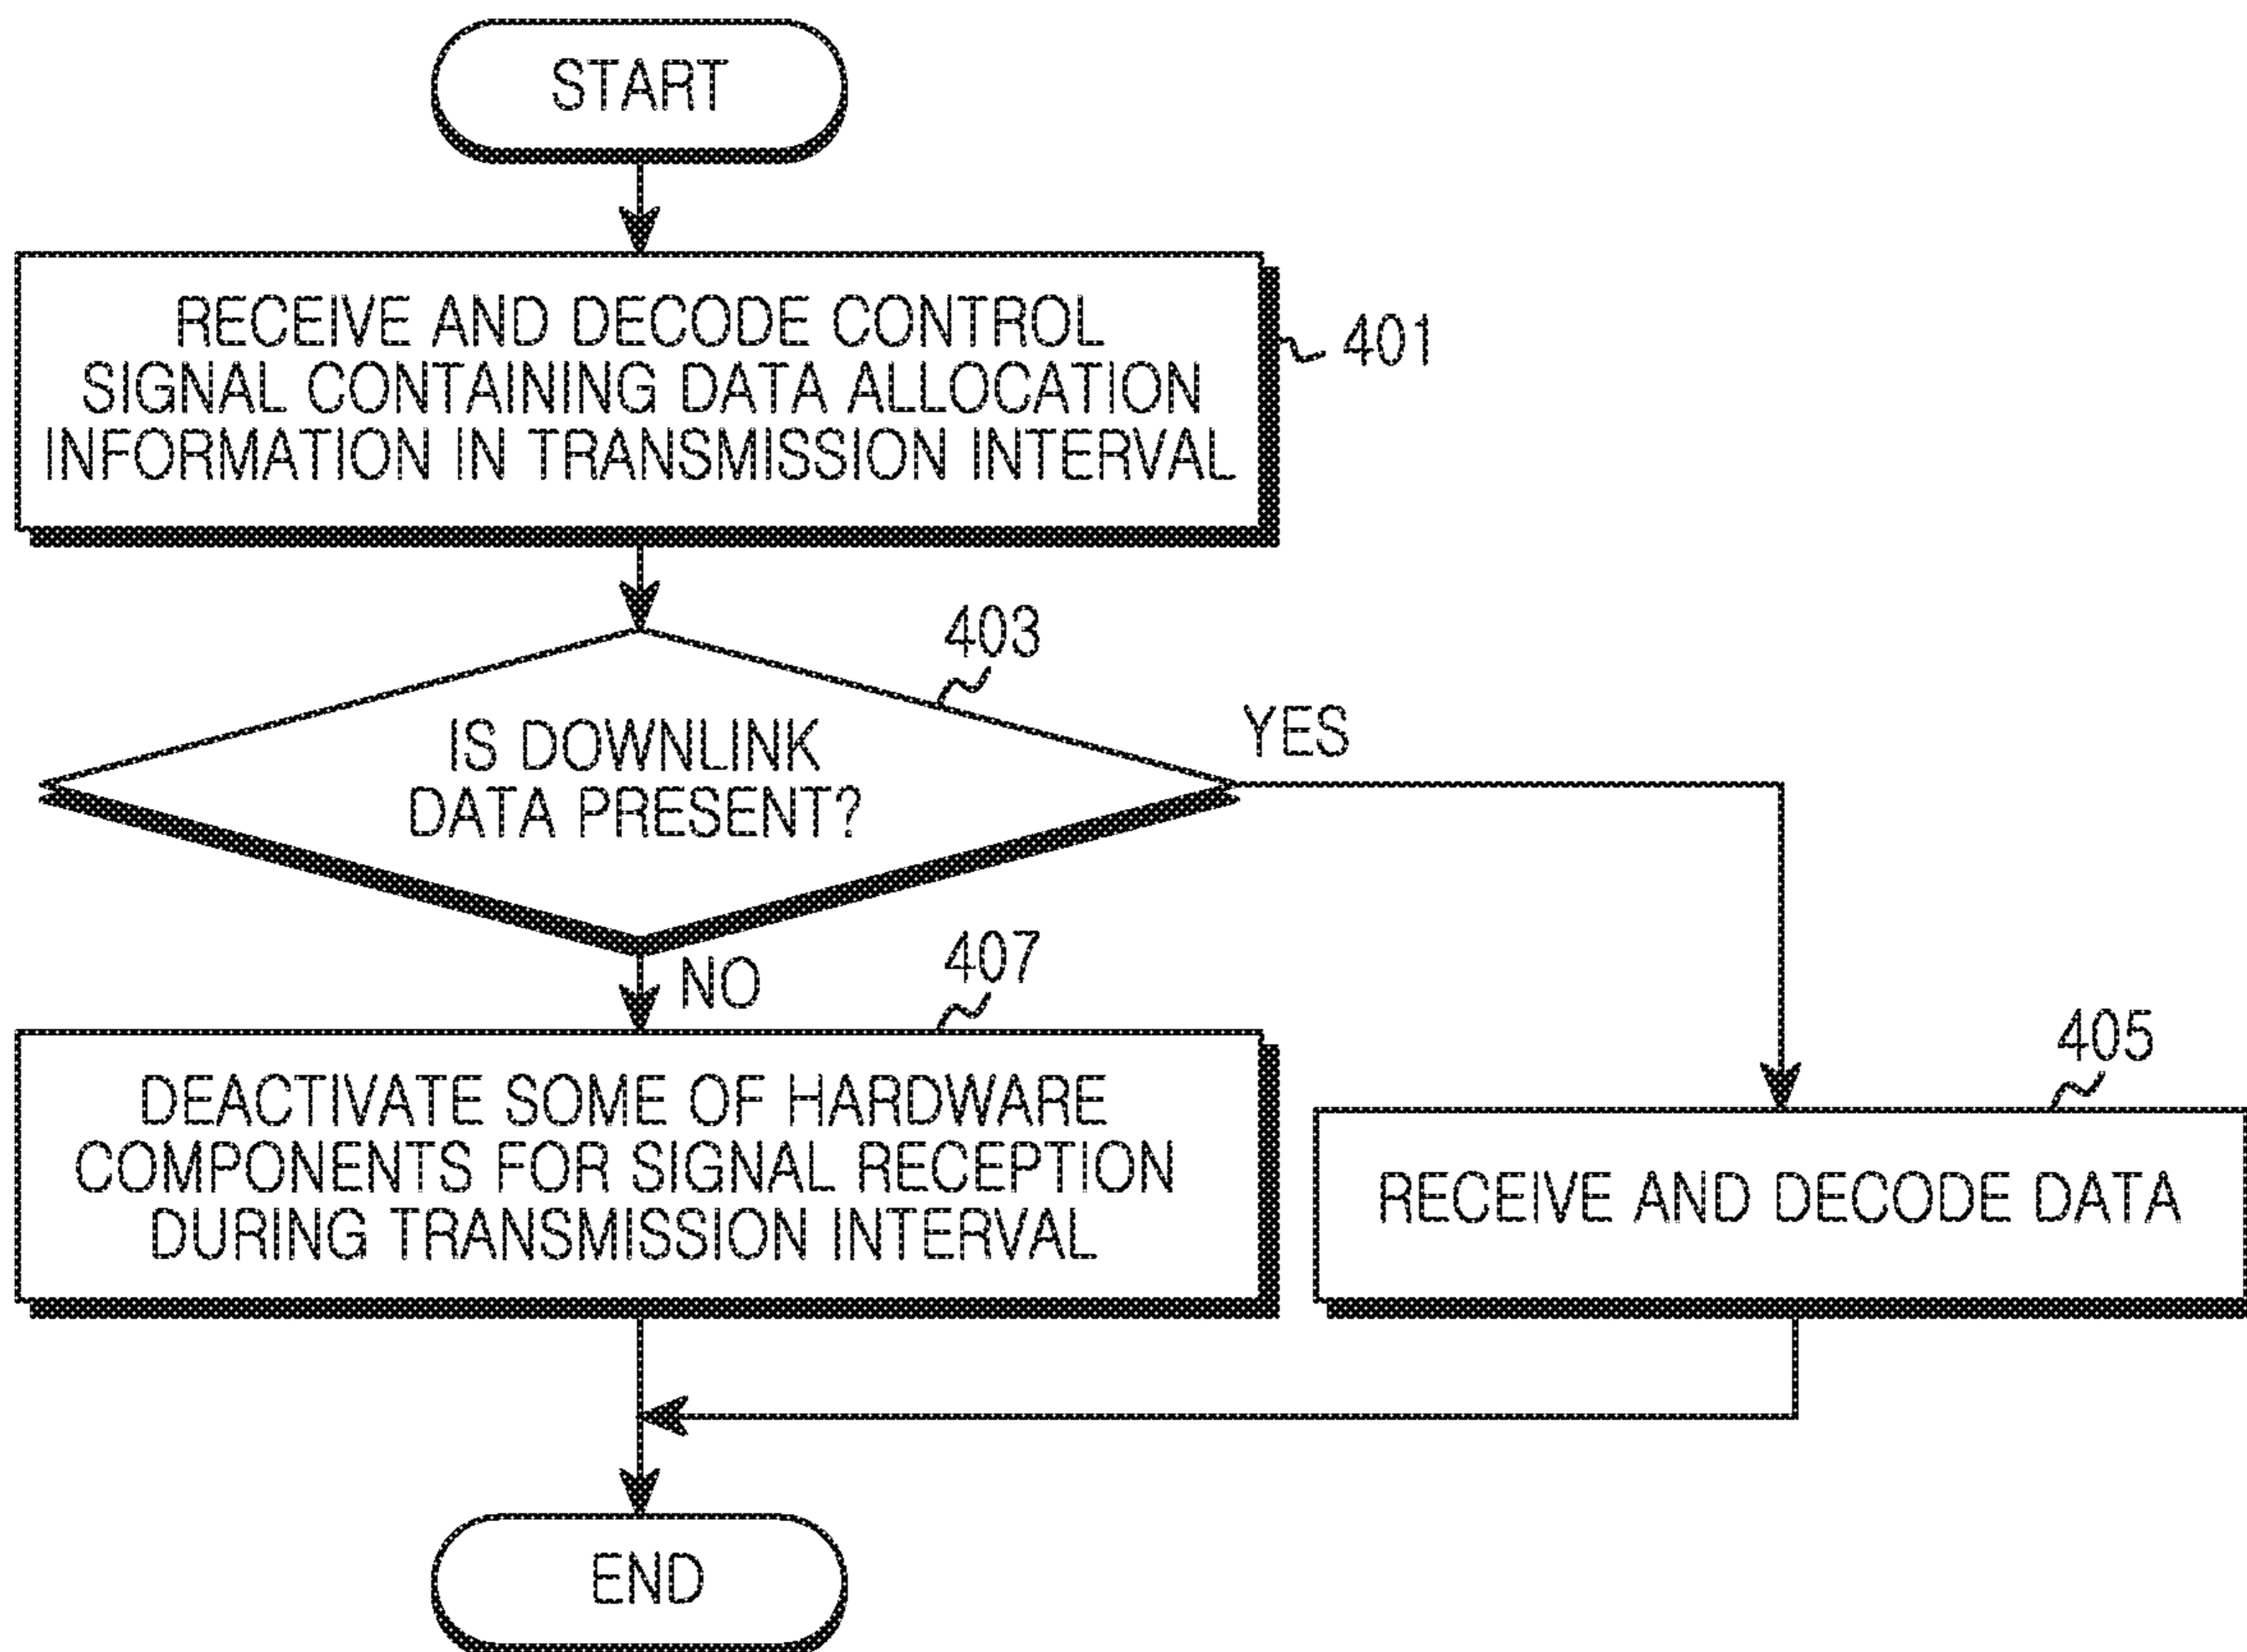 START
RECEIVE AND DECODE CONTROL
SIGNAL CONTAINING DATA ALLOCATION
INFORMATION IN TRANSMISSION INTERVAL
401
403
IS DOWNLINK
DATA PRESENT?
YES
NO
407
DEACTIVATE SOME OF HARDWARE
COMPONENTS FOR SIGNAL RECEPTION
DURING TRANSMISSION INTERVAL
405
RECEIVE AND DECODE DATA
END